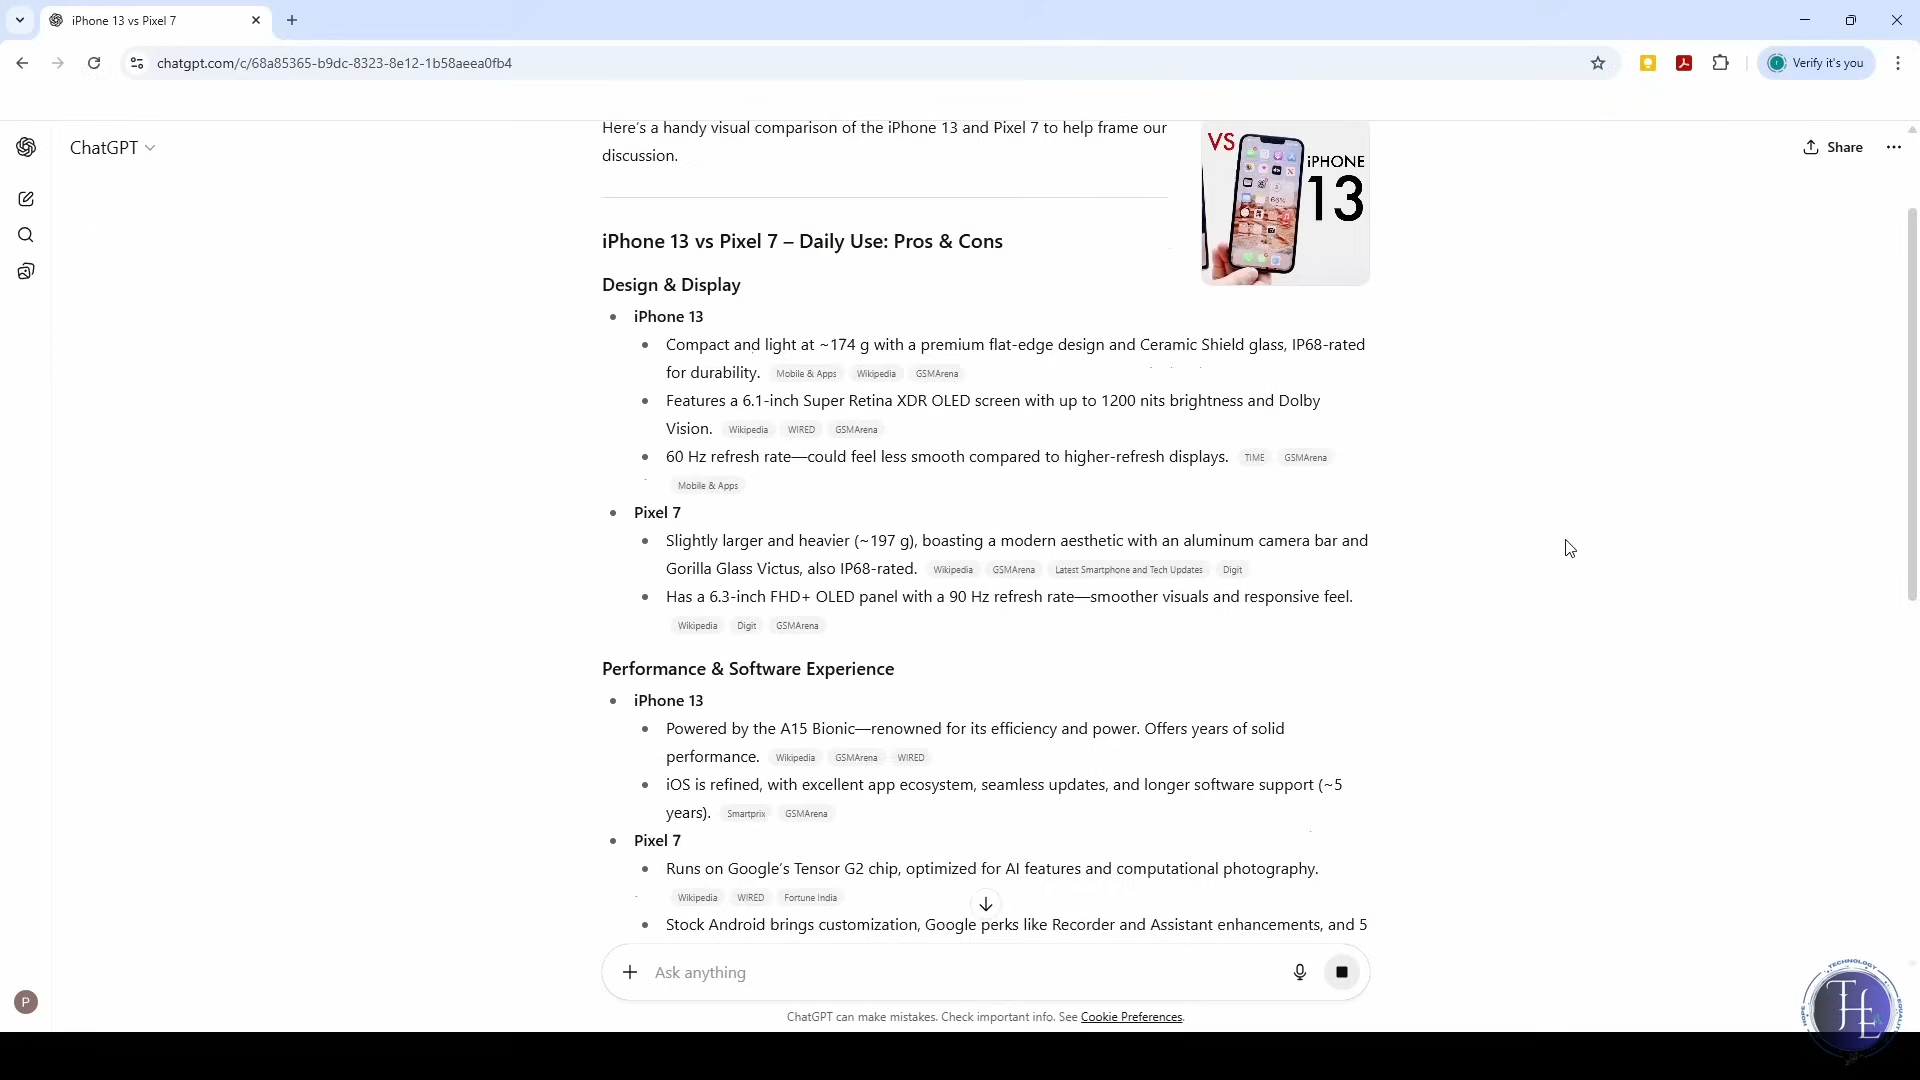 iPhone 13 vs Pixel 7
chatgpt.com/c/68a85365-b9dc-8323-8e12-1b58aeea0fb4
Verify it's you
ChatGPT
Share
Here's a handy visual comparison of the iPhone 13 and Pixel 7 to help frame our
discussion.
VS
iPHONE
13
iPhone 13 vs Pixel 7 – Daily Use: Pros & Cons
Design & Display
iPhone 13
Compact and light at ~174 g with a premium flat-edge design and Ceramic Shield glass, IP68-rated
for durability. Mobile & Apps Wikipedia GSMArena
Features a 6.1-inch Super Retina XDR OLED screen with up to 1200 nits brightness and Dolby
Vision. Wikipedia WIRED GSMArena
60 Hz refresh rate—could feel less smooth compared to higher-refresh displays. TIME GSMArena
Mobile & Apps
Pixel 7
Slightly larger and heavier (~197 g), boasting a modern aesthetic with an aluminum camera bar and
Gorilla Glass Victus, also IP68-rated. Wikipedia GSMArena Latest Smartphone and Tech Updates Digit
Has a 6.3-inch FHD+ OLED panel with a 90 Hz refresh rate—smoother visuals and responsive feel.
Wikipedia Digit GSMArena
Performance & Software Experience
iPhone 13
Powered by the A15 Bionic—renowned for its efficiency and power. Offers years of solid
performance. Wikipedia GSMArena WIRED
iOS is refined, with excellent app ecosystem, seamless updates, and longer software support (~5
years). Smartprix GSMArena
Pixel 7
Runs on Google's Tensor G2 chip, optimized for AI features and computational photography.
Wikipedia WIRED Fortune India
Stock Android brings customization, Google perks like Recorder and Assistant enhancements, and 5
Ask anything
ChatGPT can make mistakes. Check important info. See Cookie Preferences.
P
TECHNOLOGY
HOPE
EQUALITY
THE